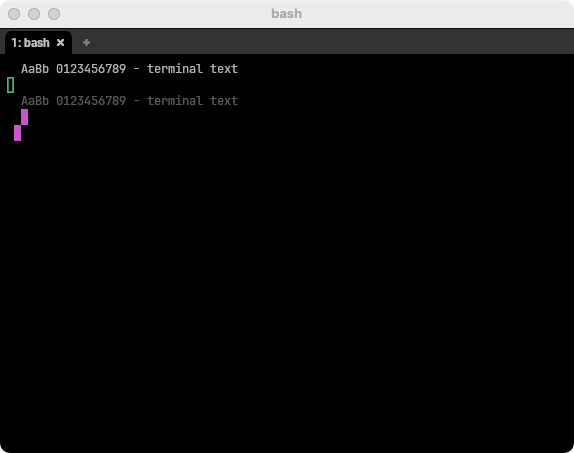 bash
1: bash × +
AaBb 0123456789 - terminal text
AaBb 0123456789 - terminal text